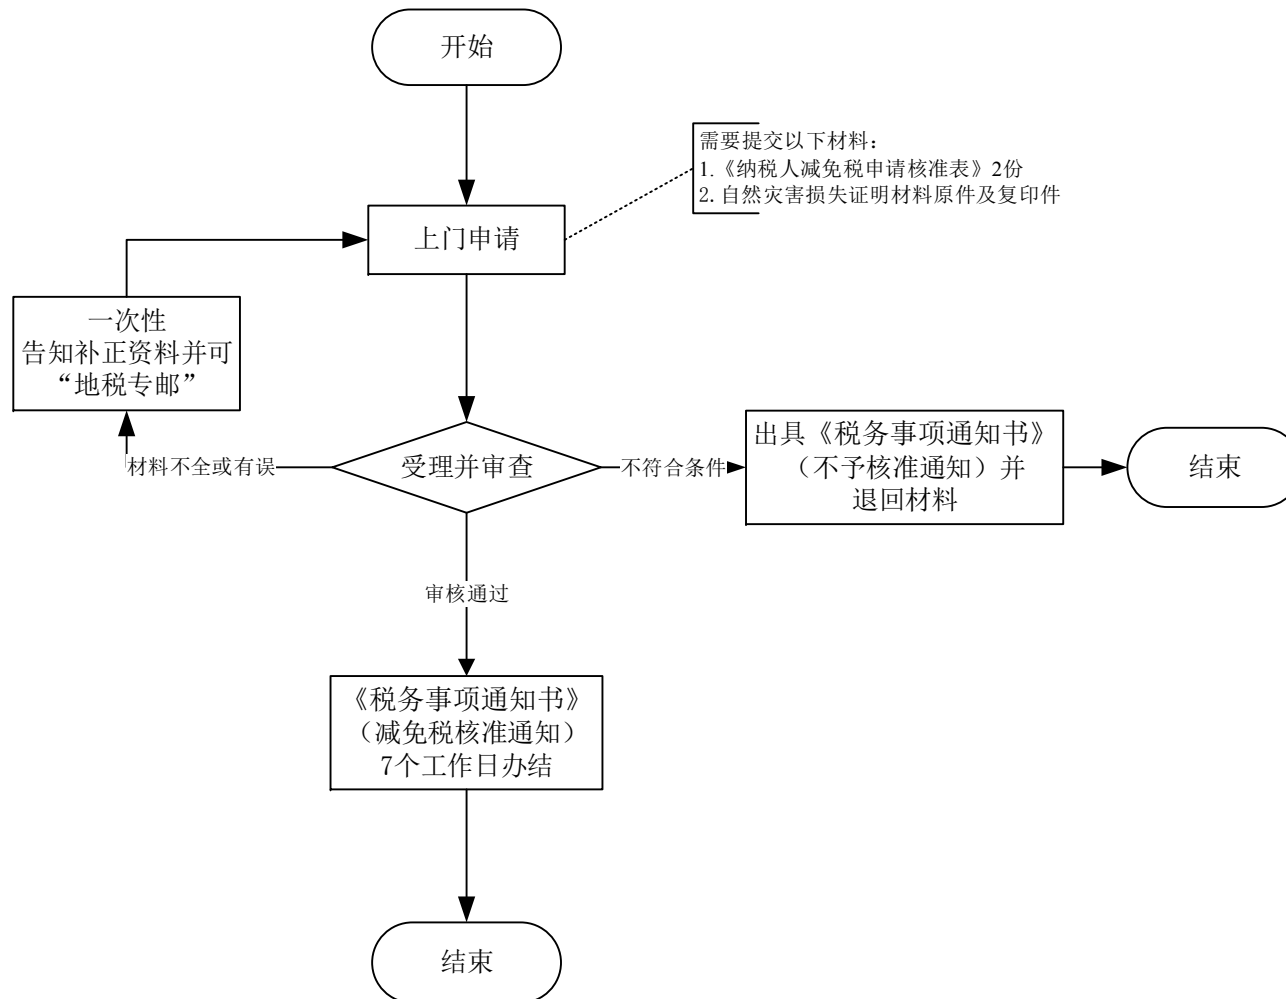 开始
需要提交以下材料：
1.《纳税人减免税申请核准表》2份
2.自然灾害损失证明材料原件及复印件
上门申请
一次性
告知补正资料并可
“地税专邮”
材料不全或有误
受理并审查
不符合条件
出具《税务事项通知书》
（不予核准通知）并
退回材料
结束
审核通过
《税务事项通知书》
（减免税核准通知）
7个工作日办结
结束